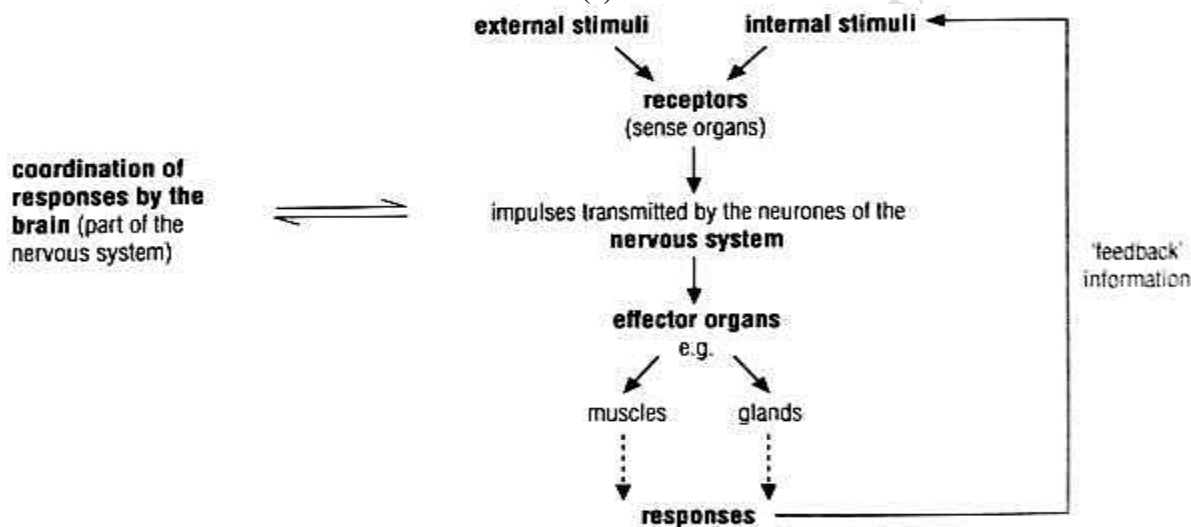 external stimuli internal stimuli
receptors
(sense organs)
coordination of
responses by the
brain (part of the
nervous system)
impulses transmitted by the neurones of the
nervous system
'feedback'
information
effector organs
e.g.
muscles glands
responses